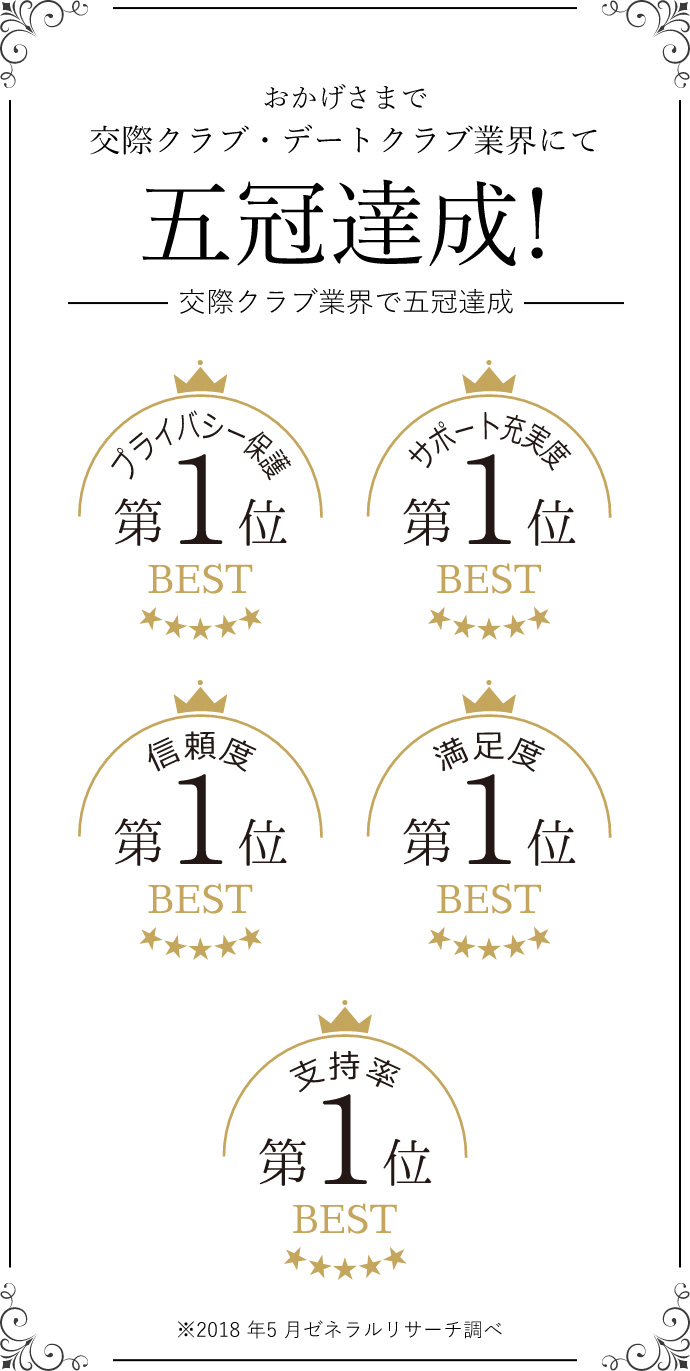 おかげさまで
交際クラブ・デートクラブ業界にて
五冠達成!
交際クラブ業界で五冠達成
プライバシー保護
第1位
BEST
サポート充実度
第1位
BEST
信頼度
第1位
BEST
満足度
第1位
BEST
支持率
第1位
BEST
※2018年5月ゼネラルリサーチ調べ